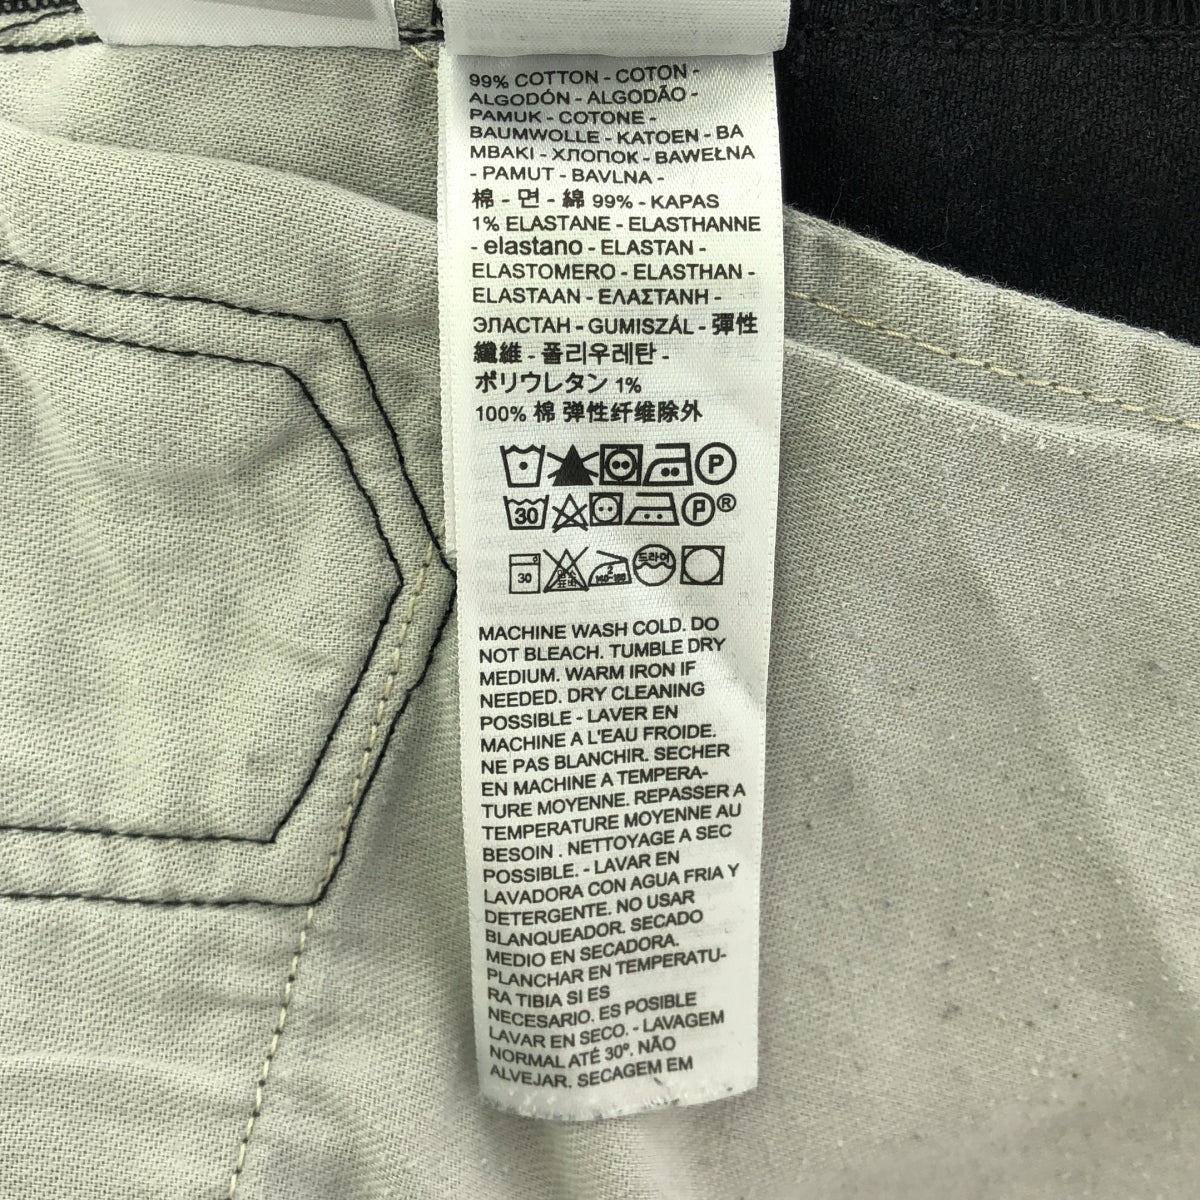 99% COTTON - COTON -
ALGODÓN - ALGODÃO -
PAMUK - COTONE -
BAUMWOLLE - KATOEN - BA
MBAKI - ХЛОПОК - BAWEŁNA
- PAMUT - BAVLNA -
棉 - 면 - 綿 99% - KAPAS
1% ELASTANE - ELASTHANNE
- elastano - ELASTAN -
ELASTOMERO - ELASTHAN -
ELASTAAN - ΕΛΑΣΤΑΝΗ -
ЭЛАСТАН - GUMISZÁL - 彈性
纖維 - 폴리우레탄 -
ポリウレタン 1%
100% 棉 弹性纤维除外
P
30 P ®
30 2 140-160 드라이
MACHINE WASH COLD. DO
NOT BLEACH. TUMBLE DRY
MEDIUM. WARM IRON IF
NEEDED. DRY CLEANING
POSSIBLE - LAVER EN
MACHINE A L'EAU FROIDE.
NE PAS BLANCHIR. SECHER
EN MACHINE A TEMPERA-
TURE MOYENNE. REPASSER A
TEMPERATURE MOYENNE AU
BESOIN . NETTOYAGE A SEC
POSSIBLE. - LAVAR EN
LAVADORA CON AGUA FRIA Y
DETERGENTE. NO USAR
BLANQUEADOR. SECADO
MEDIO EN SECADORA.
PLANCHAR EN TEMPERATU-
RA TIBIA SI ES
NECESARIO. ES POSIBLE
LAVAR EN SECO. - LAVAGEM
NORMAL ATÉ 30º. NÃO
ALVEJAR. SECAGEM EM